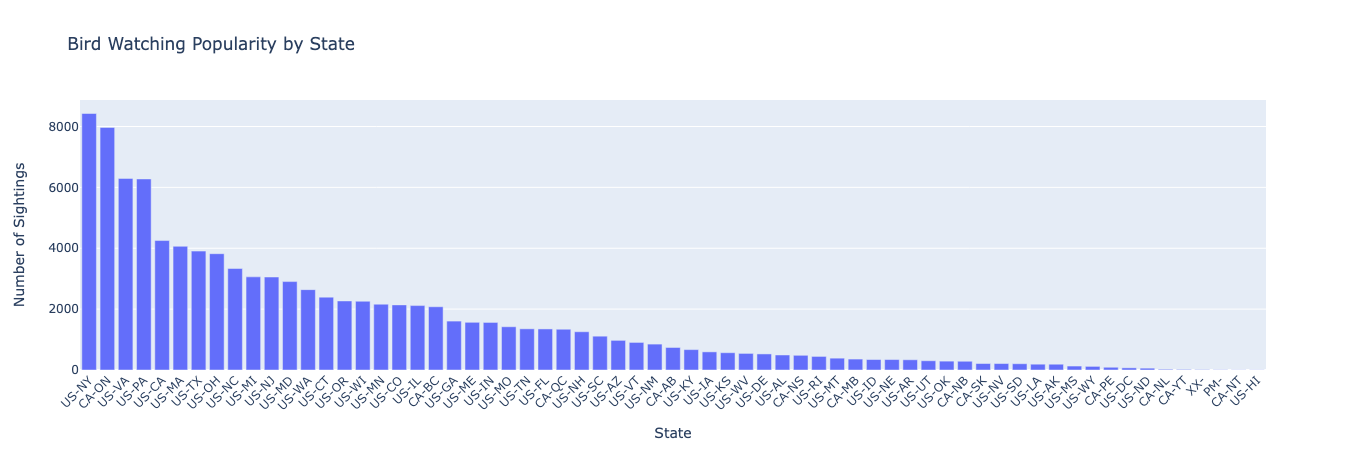 Bird Watching Popularity by State
Number of Sightings
8000
6000
4000
2000
0
US-NY
CA-ON
US-VA
US-PA
US-CA
US-MA
US-TX
US-OH
US-NC
US-MI
US-NJ
US-MD
US-WA
US-CT
US-OR
US-WI
US-MN
US-CO
US-IL
CA-BC
US-GA
US-ME
US-IN
US-MO
US-TN
US-FL
CA-QC
US-NH
US-SC
US-AZ
US-VT
US-NM
CA-AB
US-KY
US-IA
US-KS
US-WV
US-DE
US-AL
CA-NS
US-RI
US-MT
CA-MB
US-ID
US-NE
US-AR
US-UT
US-OK
CA-NB
CA-SK
US-NV
US-SD
US-LA
US-AK
US-MS
US-WY
CA-PE
US-DC
US-ND
CA-NL
CA-YT
XX-
PM-
CA-NT
US-HI
State